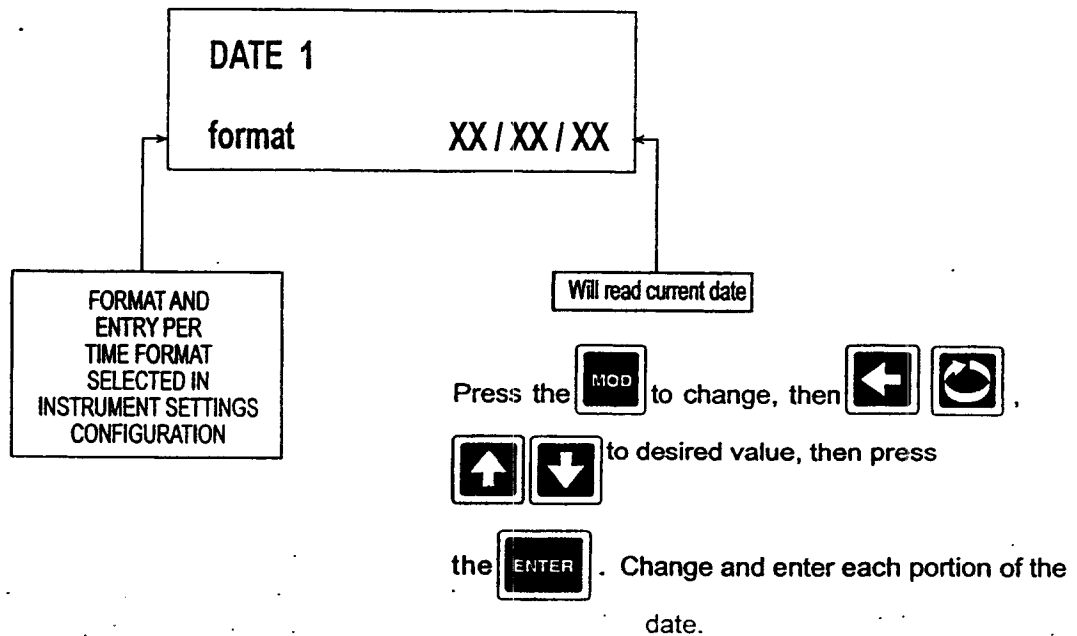 DATE 1
format XX / XX / XX
FORMAT AND
ENTRY PER
TIME FORMAT
SELECTED IN
INSTRUMENT SETTINGS
CONFIGURATION
Will read current date
Press the MOD to change, then ,
to desired value, then press
the ENTER . Change and enter each portion of the
date.